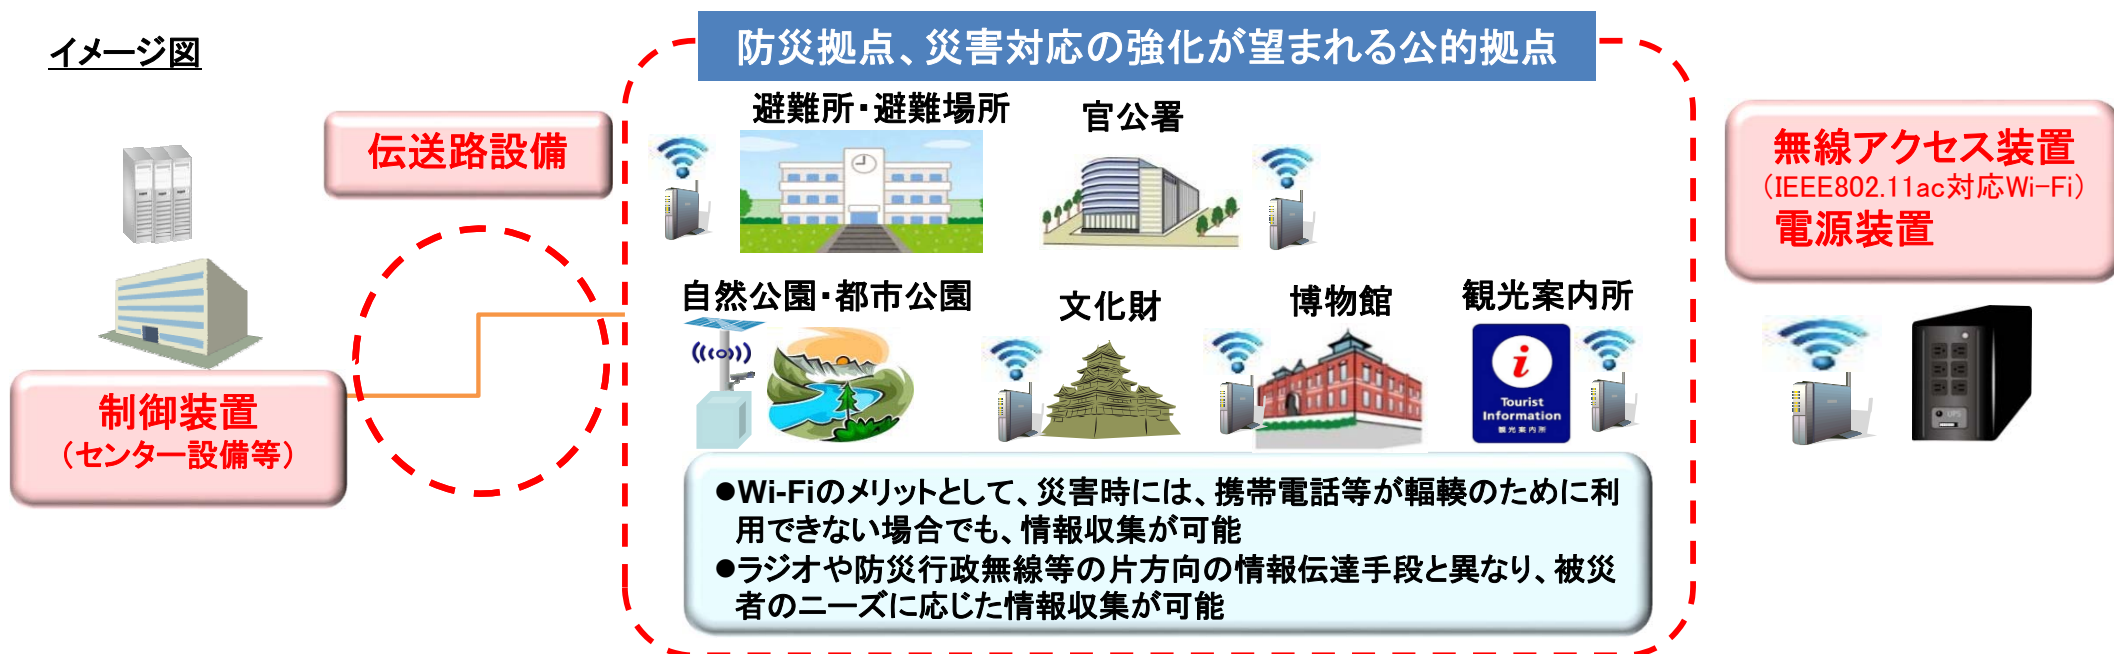 イメージ図
防災拠点、災害対応の強化が望まれる公的拠点
伝送路設備
避難所・避難場所
官公署
無線アクセス装置
（IEEE802.11ac対応Wi-Fi）
電源装置
自然公園・都市公園
文化財
博物館
観光案内所
i
Tourist
Information
観光案内所
制御装置
（センター設備等）
UPS
●Wi-Fiのメリットとして、災害時には、携帯電話等が輻輳のために利
用できない場合でも、情報収集が可能
●ラジオや防災行政無線等の片方向の情報伝達手段と異なり、被災
者のニーズに応じた情報収集が可能